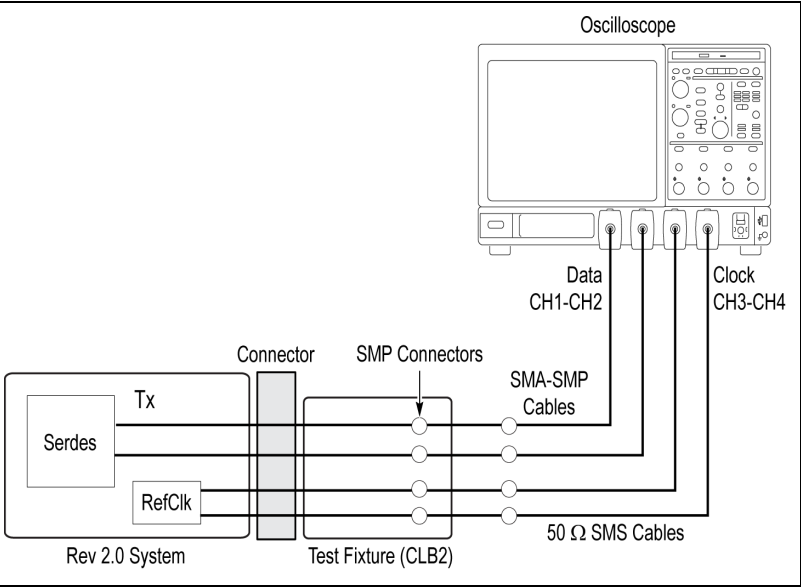 Oscilloscope
Data
CH1-CH2
Clock
CH3-CH4
Connector
SMP Connectors
SMA-SMP
Cables
Tx
Serdes
RefClk
50 Ω SMS Cables
Rev 2.0 System
Test Fixture (CLB2)